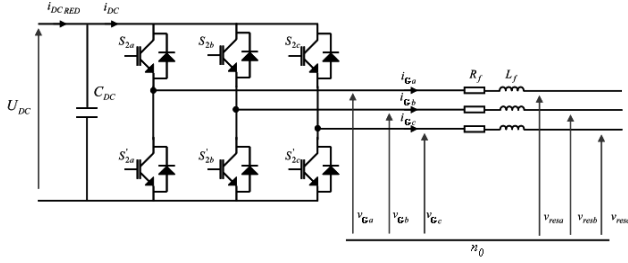 i_DC RED i_DC
S_2a S_2b S_2c
i_Ga R_f L_f
U_DC C_DC
i_Gb
i_Gc
S'_2a S'_2b S'_2c
v_Ga v_Gb v_Gc v_resa v_resb v_resc
n_0